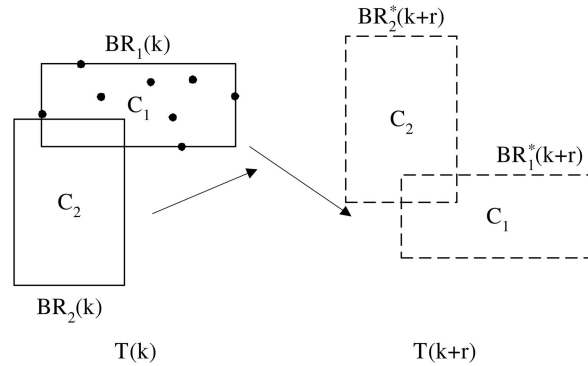 BR₁(k)
C₁
C₂
BR₂(k)
T(k)
BR₂*(k+r)
C₂
BR₁*(k+r)
C₁
T(k+r)